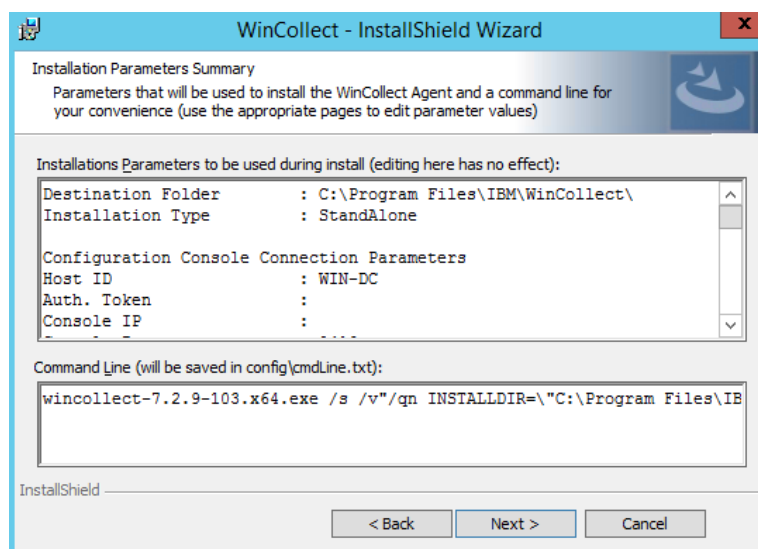 WinCollect - InstallShield Wizard
x
Installation Parameters Summary
Parameters that will be used to install the WinCollect Agent and a command line for
your convenience (use the appropriate pages to edit parameter values)
Installations Parameters to be used during install (editing here has no effect):
Destination Folder : C:\Program Files\IBM\WinCollect\
Installation Type : StandAlone
Configuration Console Connection Parameters
Host ID : WIN-DC
Auth. Token :
Console IP :
Command Line (will be saved in config\cmdLine.txt):
wincollect-7.2.9-103.x64.exe /s /v"/qn INSTALLDIR=\"C:\Program Files\IB
InstallShield
< Back Next > Cancel